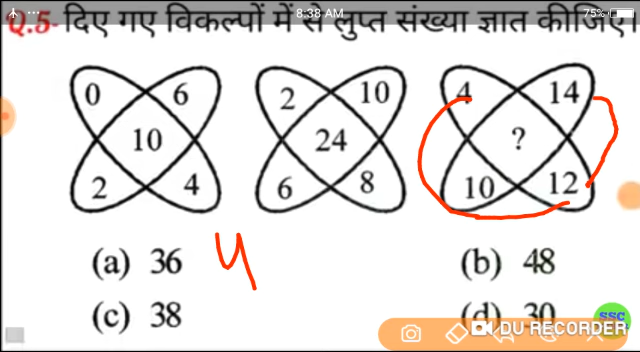 8:38 AM 75%
Q.5- दिए गए विकल्पों में से लुप्त संख्या ज्ञात कीजिए।
0 6 2 10 4 14
10 24 ?
2 4 6 8 10 12
(a) 36 4 (b) 48
(c) 38 (d) 30 ssc
DU RECORDER